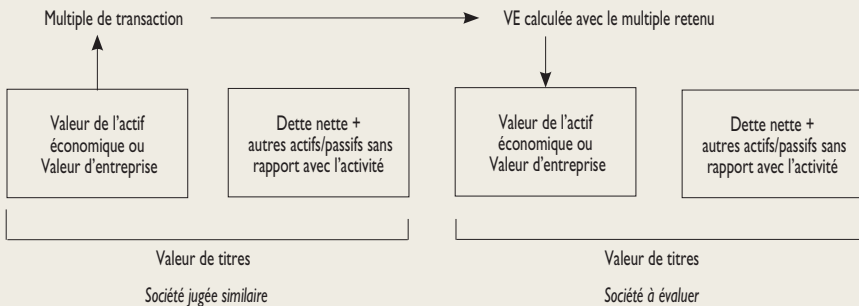 Multiple de transaction
VE calculée avec le multiple retenu
Valeur de l'actif
économique ou
Valeur d'entreprise
Dette nette +
autres actifs/passifs sans
rapport avec l'activité
Valeur de l'actif
économique ou
Valeur d'entreprise
Dette nette +
autres actifs/passifs sans
rapport avec l'activité
Valeur de titres
Valeur de titres
Société jugée similaire
Société à évaluer